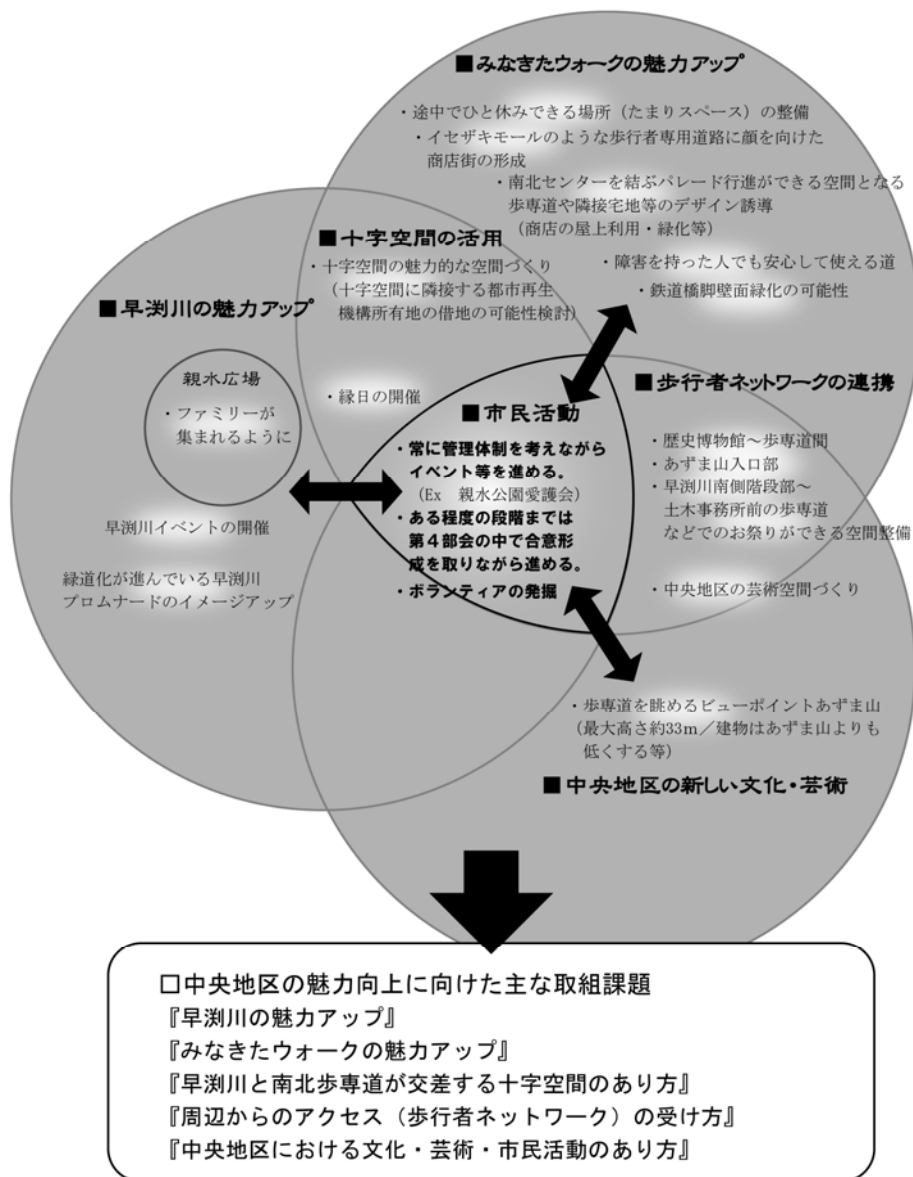 ■みなきたウォークの魅力アップ
・途中でひと休みできる場所（たまりスペース）の整備
・イセザキモールのような歩行者専用道路に顔を向けた
商店街の形成
・南北センターを結ぶパレード行進ができる空間となる
歩専道や隣接宅地等のデザイン誘導
（商店の屋上利用・緑化等）
・障害を持った人でも安心して使える道
・鉄道橋脚壁面緑化の可能性
■十字空間の活用
・十字空間の魅力的な空間づくり
（十字空間に隣接する都市再生
機構所有地の借地の可能性検討）
・縁日の開催
■早渕川の魅力アップ
親水広場
・ファミリーが
集まれるように
早渕川イベントの開催
緑道化が進んでいる早渕川
プロムナードのイメージアップ
■市民活動
・常に管理体制を考えながら
イベント等を進める。
（Ex　親水公園愛護会）
・ある程度の段階までは
第４部会の中で合意形
成を取りながら進める。
・ボランティアの発掘
■歩行者ネットワークの連携
・歴史博物館～歩専道間
・あずま山入口部
・早渕川南側階段部～
土木事務所前の歩専道
などでのお祭りができる空間整備
・中央地区の芸術空間づくり
・歩専道を眺めるビューポイントあずま山
（最大高さ約33ｍ／建物はあずま山よりも
低くする等）
■中央地区の新しい文化・芸術
□中央地区の魅力向上に向けた主な取組課題
『早渕川の魅力アップ』
『みなきたウォークの魅力アップ』
『早渕川と南北歩専道が交差する十字空間のあり方』
『周辺からのアクセス（歩行者ネットワーク）の受け方』
『中央地区における文化・芸術・市民活動のあり方』